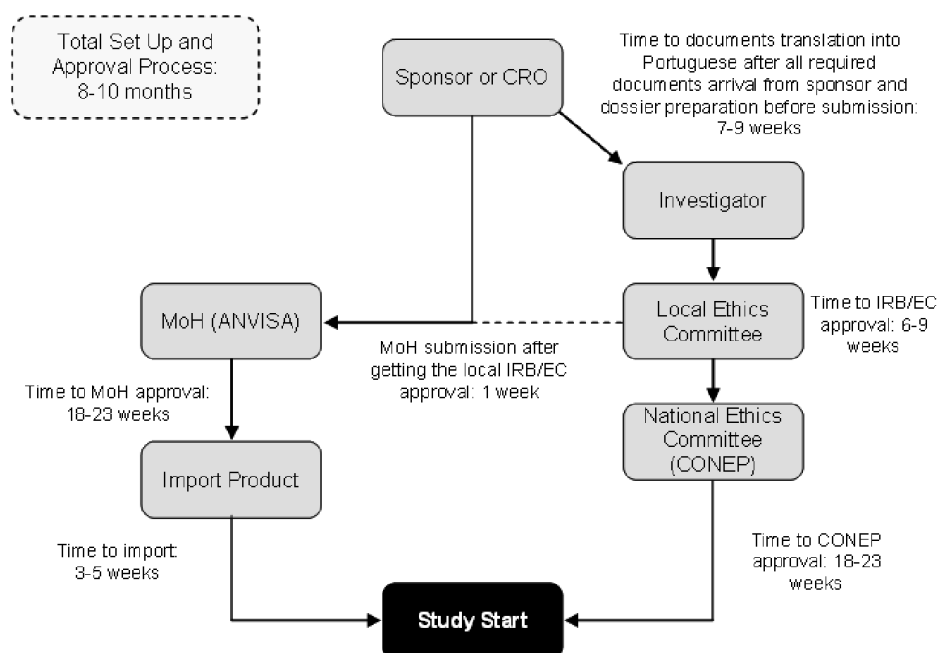 Total Set Up and
Approval Process:
8-10 months
Sponsor or CRO
Time to documents translation into
Portuguese after all required
documents arrival from sponsor and
dossier preparation before submission:
7-9 weeks
Investigator
MoH (ANVISA)
Local Ethics
Committee
Time to IRB/EC
approval: 6-9
weeks
MoH submission after
getting the local IRB/EC
approval: 1 week
Time to MoH approval:
18-23 weeks
National Ethics
Committee
(CONEP)
Import Product
Time to import:
3-5 weeks
Time to CONEP
approval: 18-23
weeks
Study Start